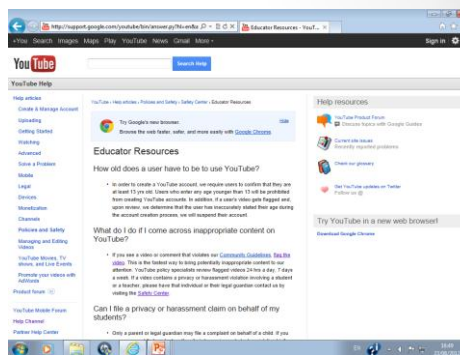 http://support.google.com/youtube/bin/answer.py?hl=en&a
Educator Resources - YouT...
+You Search Images Maps Play YouTube News Gmail More
Sign in
YouTube
Search Help
YouTube Help
Help articles
Create & Manage Account
Uploading
Getting Started
Watching
Advanced
Solve a Problem
Mobile
Legal
Devices
Monetization
Channels
Policies and Safety
Managing and Editing
Videos
YouTube Movies, TV
shows, and Live Events
Promote your videos with
AdWords
Product forum
YouTube Mobile Forum
Help Channel
Partner Help Center
YouTube › Help articles › Policies and Safety › Safety Center › Educator Resources
Try Google's new browser.
Hide
Browse the web faster, safer, and more easily with Google Chrome.
Educator Resources
How old does a user have to be to use YouTube?
• In order to create a YouTube account, we require users to confirm that they are
at least 13 yrs old. Users who enter any age younger than 13 will be prohibited
from creating YouTube accounts. In addition, if a user's video gets flagged and,
upon review, we determine that the user has inaccurately stated their age during
the account creation process, we will suspend their account.
What do I do if I come across inappropriate content on
YouTube?
• If you see a video or comment that violates our Community Guidelines, flag the
video. This is the fastest way to bring potentially inappropriate content to our
attention. YouTube policy specialists review flagged videos 24 hrs a day, 7 days
a week. If a video contains a privacy or harassment violation involving a student
or a teacher, please have that individual or their legal guardian contact us by
visiting the Safety Center.
Can I file a privacy or harassment claim on behalf of my
students?
• Only a parent or legal guardian may file a complaint on behalf of a child. If you
Help resources
YouTube Product Forum
Discuss topics with Google Guides
Current site issues
Recently reported problems
Check our glossary
Get YouTube updates on Twitter
Follow us @
Try YouTube in a new web browser!
Download Google Chrome